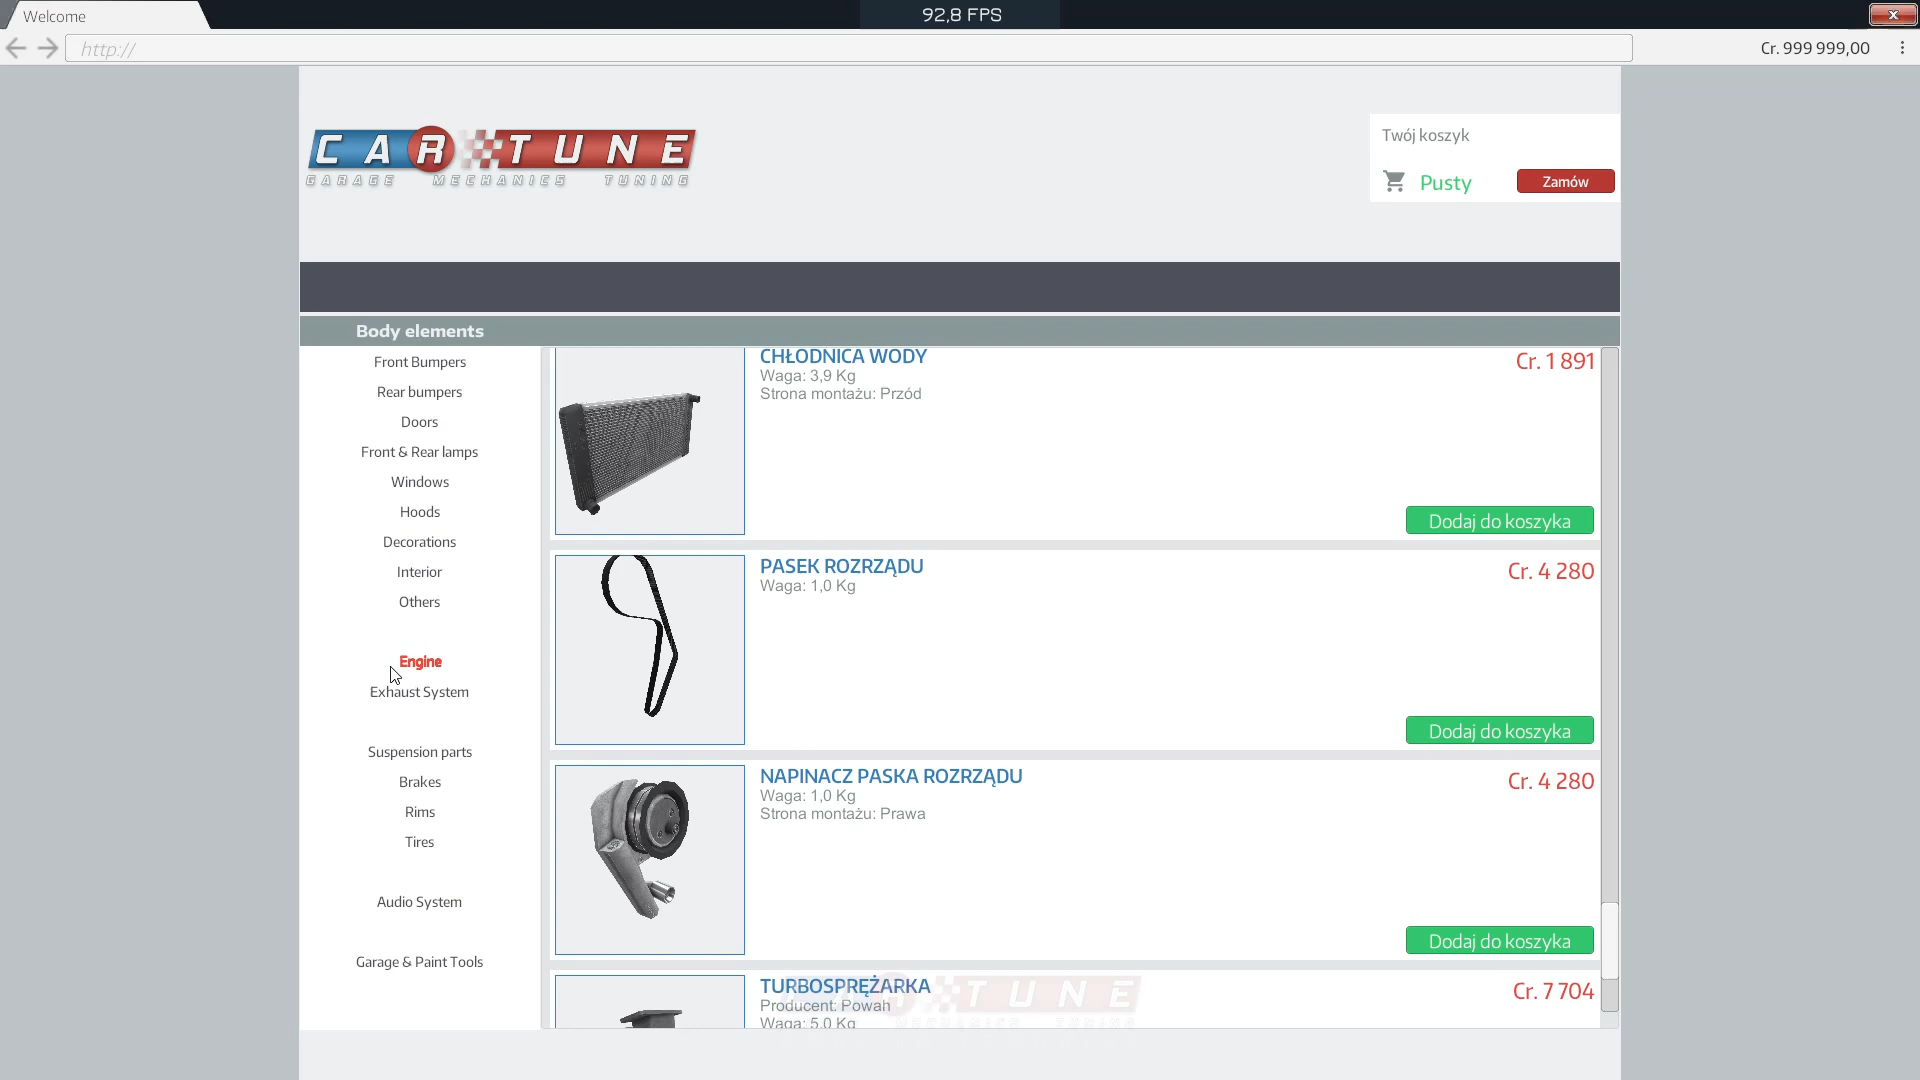 Welcome
92,8 FPS
x
http://
Cr. 999 999,00
CAR TUNE
GARAGE MECHANICS TUNING
Twój koszyk
Pusty
Zamów
Body elements
Front Bumpers
Rear bumpers
Doors
Front & Rear lamps
Windows
Hoods
Decorations
Interior
Others
Engine
Exhaust System
Suspension parts
Brakes
Rims
Tires
Audio System
Garage & Paint Tools
CHŁODNICA WODY
Cr. 1 891
Waga: 3,9 Kg
Strona montażu: Przód
Dodaj do koszyka
PASEK ROZRZĄDU
Cr. 4 280
Waga: 1,0 Kg
Dodaj do koszyka
NAPINACZ PASKA ROZRZĄDU
Cr. 4 280
Waga: 1,0 Kg
Strona montażu: Prawa
Dodaj do koszyka
TURBOSPRĘŻARKA
Cr. 7 704
Producent: Powah
Waga: 5,0 Kg
CAR TUNE